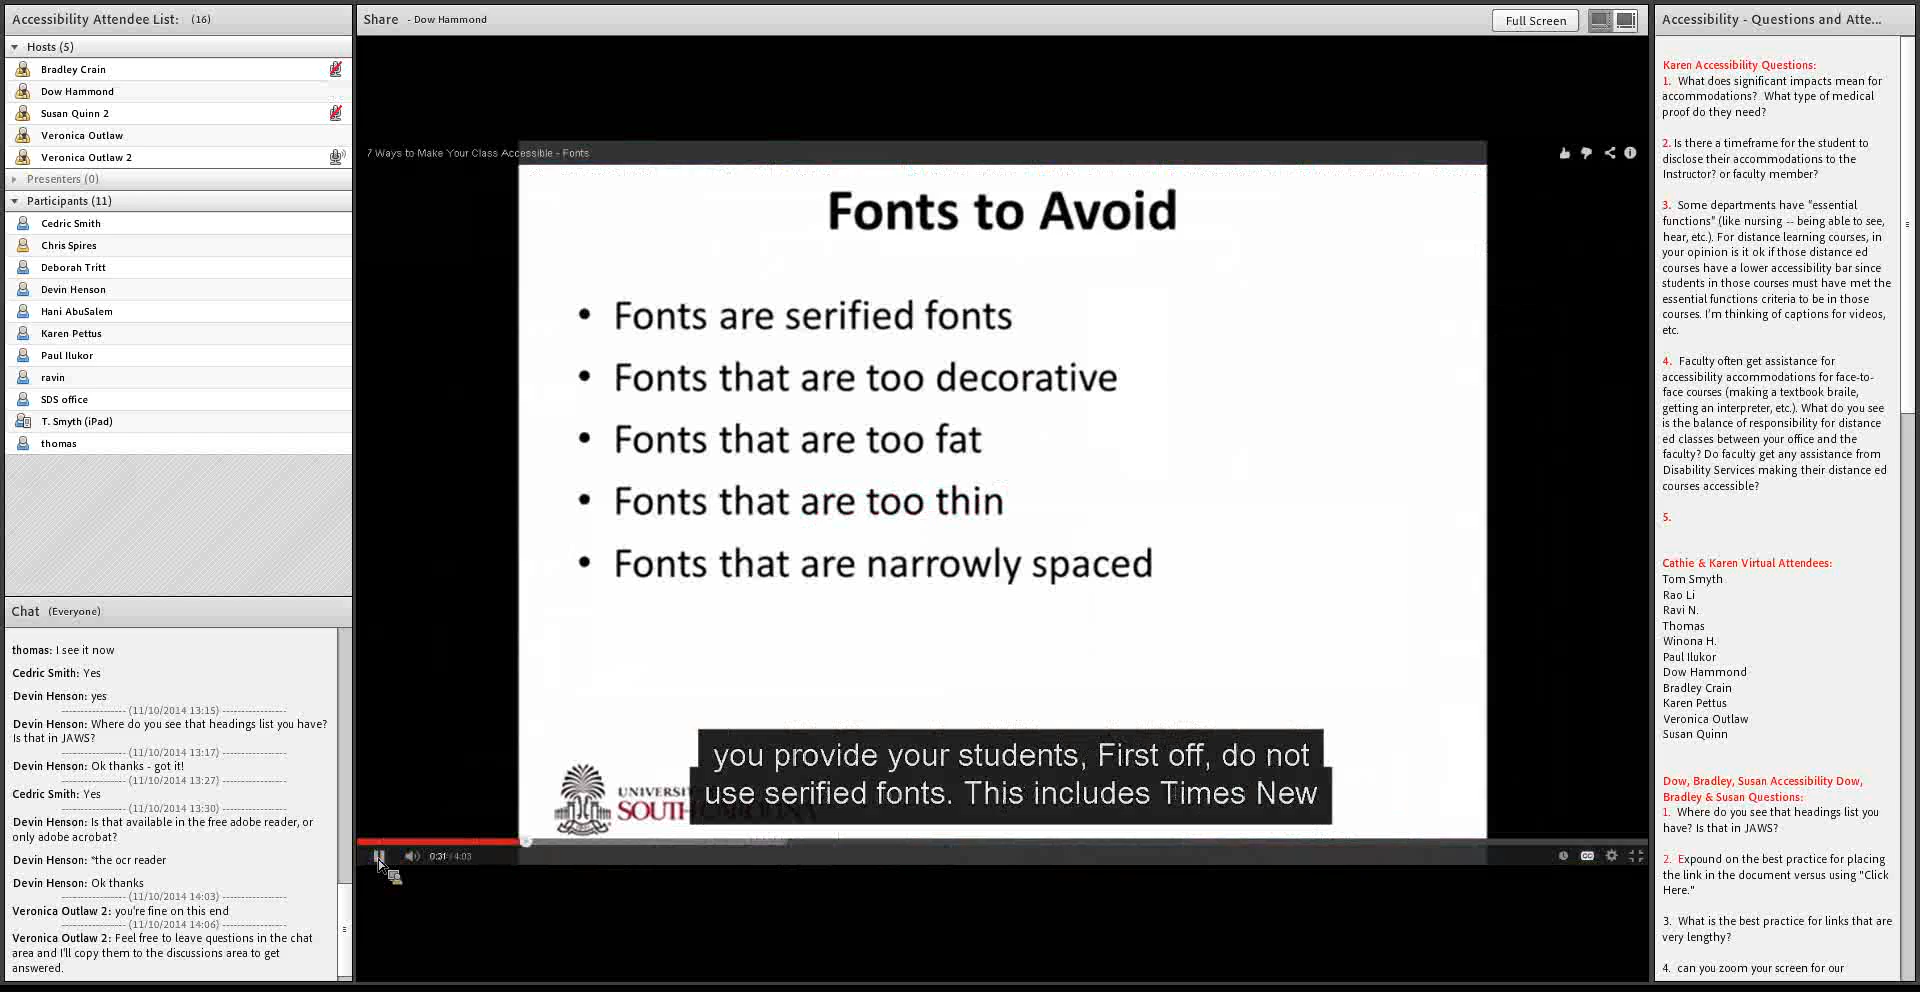 Accessibility Attendee List: (16)
Hosts (5)
Bradley Crain
Dow Hammond
Susan Quinn 2
Veronica Outlaw
Veronica Outlaw 2
Presenters (0)
Participants (11)
Cedric Smith
Chris Spires
Deborah Tritt
Devin Henson
Hani AbuSalem
Karen Pettus
Paul Ilukor
ravin
SDS office
T. Smyth (iPad)
thomas
Chat (Everyone)
thomas: I see it now
Cedric Smith: Yes
Devin Henson: yes
------------------ (11/10/2014 13:15) ------------------
Devin Henson: Where do you see that headings list you have?
Is that in JAWS?
------------------ (11/10/2014 13:17) ------------------
Devin Henson: Ok thanks - got it!
------------------ (11/10/2014 13:27) ------------------
Cedric Smith: Yes
------------------ (11/10/2014 13:30) ------------------
Devin Henson: Is that available in the free adobe reader, or
only adobe acrobat?
Devin Henson: *the ocr reader
Devin Henson: Ok thanks
------------------ (11/10/2014 14:03) ------------------
Veronica Outlaw 2: you're fine on this end
------------------ (11/10/2014 14:06) ------------------
Veronica Outlaw 2: Feel free to leave questions in the chat
area and I'll copy them to the discussions area to get
answered.
Share - Dow Hammond
Full Screen
7 Ways to Make Your Class Accessible - Fonts
Fonts to Avoid
• Fonts are serified fonts
• Fonts that are too decorative
• Fonts that are too fat
• Fonts that are too thin
• Fonts that are narrowly spaced
you provide your students, First off, do not
use serified fonts. This includes Times New
0:31 / 4:03
CC
Accessibility - Questions and Atte...
Karen Accessibility Questions:
1. What does significant impacts mean for
accommodations? What type of medical
proof do they need?
2. Is there a timeframe for the student to
disclose their accommodations to the
Instructor? or faculty member?
3. Some departments have "essential
functions" (like nursing -- being able to see,
hear, etc.). For distance learning courses, in
your opinion is it ok if those distance ed
courses have a lower accessibility bar since
students in those courses must have met the
essential functions criteria to be in those
courses. I'm thinking of captions for videos,
etc.
4. Faculty often get assistance for
accessibility accommodations for face-to-
face courses (making a textbook braile,
getting an interpreter, etc.). What do you see
is the balance of responsibility for distance
ed classes between your office and the
faculty? Do faculty get any assistance from
Disability Services making their distance ed
courses accessible?
5.
Cathie & Karen Virtual Attendees:
Tom Smyth
Rao Li
Ravi N.
Thomas
Winona H.
Paul Ilukor
Dow Hammond
Bradley Crain
Karen Pettus
Veronica Outlaw
Susan Quinn
Dow, Bradley, Susan Accessibility Dow,
Bradley & Susan Questions:
1. Where do you see that headings list you
have? Is that in JAWS?
2. Expound on the best practice for placing
the link in the document versus using "Click
Here."
3. What is the best practice for links that are
very lengthy?
4. can you zoom your screen for our